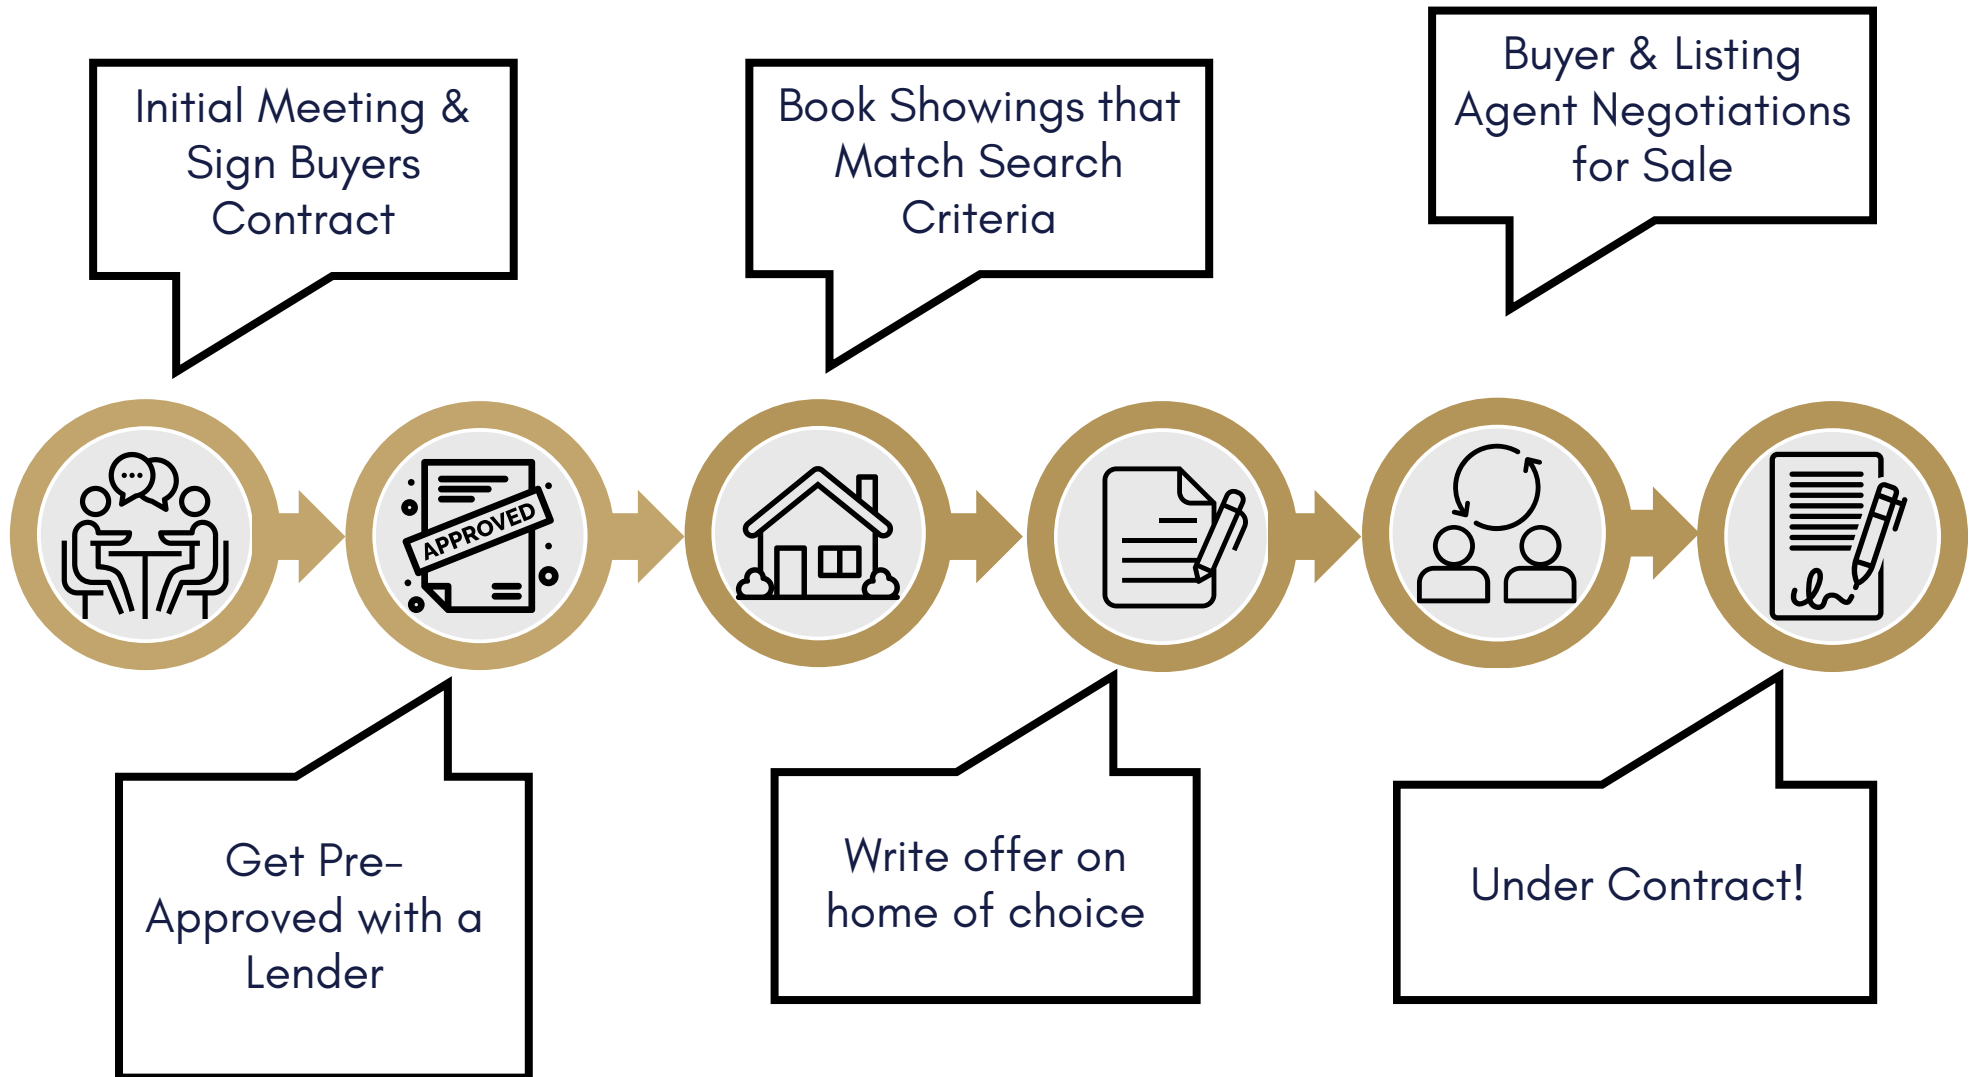 Initial Meeting &
Sign Buyers
Contract
Book Showings that
Match Search
Criteria
Buyer & Listing
Agent Negotiations
for Sale
APPROVED
Get Pre-
Approved with a
Lender
Write offer on
home of choice
Under Contract!